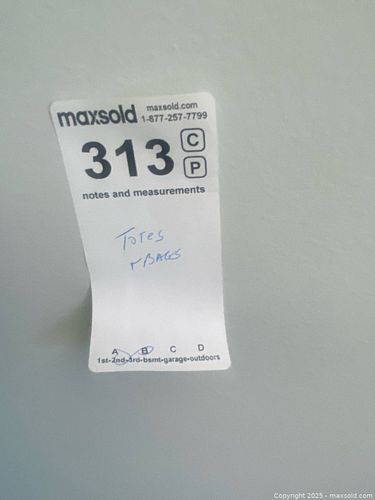 maxsold maxsold.com
1-877-257-7799
313 C
P
notes and measurements
Totes
+ BAGS
A B C D
1st-2nd-3rd-bsmt-garage-outdoors
Copyright 2025 - maxsold.com